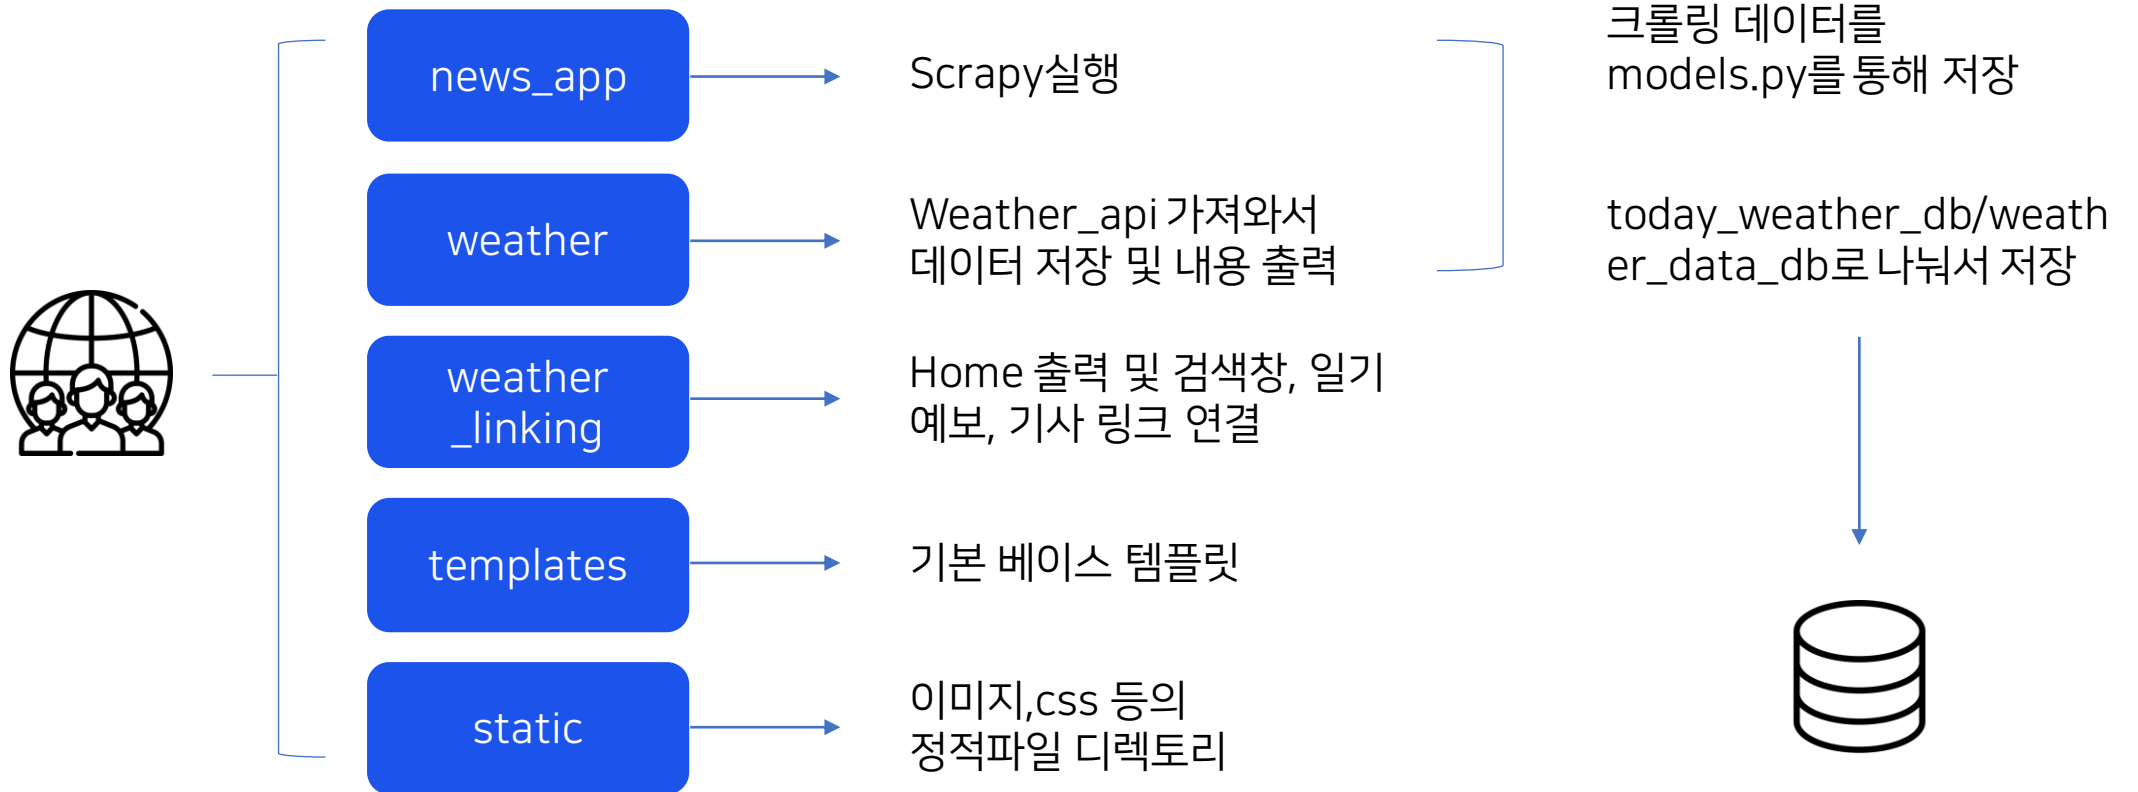 news_app
Scrapy실행
크롤링 데이터를
models.py를 통해 저장
weather
Weather_api 가져와서
데이터 저장 및 내용 출력
today_weather_db/weath
er_data_db로 나눠서 저장
weather
_linking
Home 출력 및 검색창, 일기
예보, 기사 링크 연결
templates
기본 베이스 템플릿
static
이미지,css 등의
정적파일 디렉토리